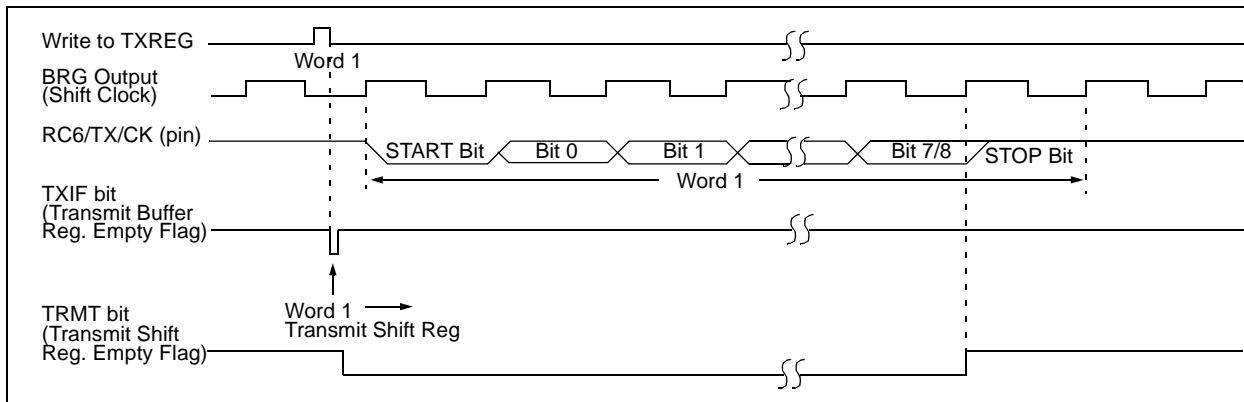 Write to TXREG
Word 1
BRG Output
(Shift Clock)
RC6/TX/CK (pin)
START Bit
Bit 0
Bit 1
Bit 7/8
STOP Bit
Word 1
TXIF bit
(Transmit Buffer
Reg. Empty Flag)
Word 1
Transmit Shift Reg
TRMT bit
(Transmit Shift
Reg. Empty Flag)